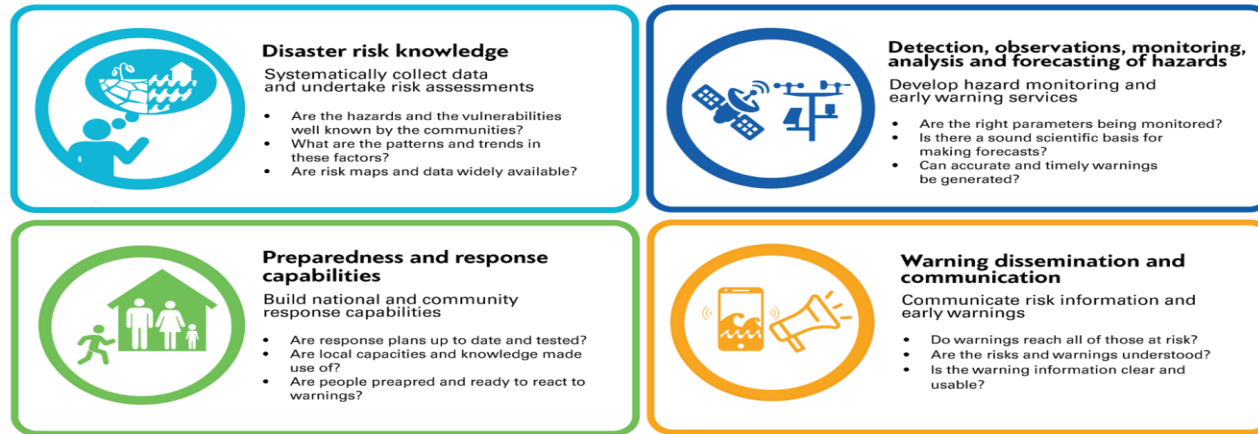 Disaster risk knowledge
Systematically collect data
and undertake risk assessments
• Are the hazards and the vulnerabilities
well known by the communities?
• What are the patterns and trends in
these factors?
• Are risk maps and data widely available?
Detection, observations, monitoring,
analysis and forecasting of hazards
Develop hazard monitoring and
early warning services
• Are the right parameters being monitored?
• Is there a sound scientific basis for
making forecasts?
• Can accurate and timely warnings
be generated?
Preparedness and response
capabilities
Build national and community
response capabilities
• Are response plans up to date and tested?
• Are local capacities and knowledge made
use of?
• Are people preapred and ready to react to
warnings?
Warning dissemination and
communication
Communicate risk information and
early warnings
• Do warnings reach all of those at risk?
• Are the risks and warnings understood?
• Is the warning information clear and
usable?